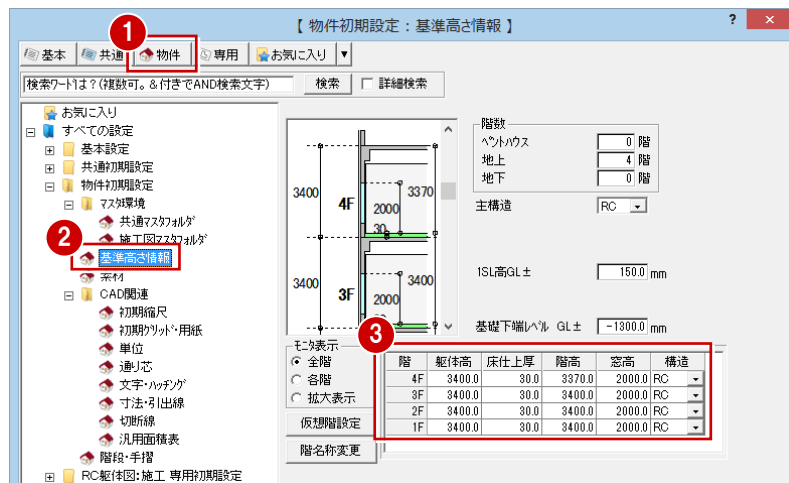 【 物件初期設定：基準高さ情報 】
? ×
1
基本 共通 物件 専用 お気に入り ▼
検索ワードは？(複数可。＆付きでAND検索文字) 検索 詳細検索
お気に入り
すべての設定
基本設定
共通初期設定
物件初期設定
マスタ環境
共通マスタフォルダ
施工図マスタフォルダ
2
基準高さ情報
素材
CAD関連
初期縮尺
初期グリッド・用紙
単位
通り芯
文字・ハッチング
寸法・引出線
切断線
汎用面積表
階段・手摺
RC躯体図：施工 専用初期設定
3400 4F 2000 3370
30
3400 3F 2000 3400
階数
ペントハウス 0 階
地上 4 階
地下 0 階
主構造 RC
1SL高GL± 150.0 mm
基礎下端レベル GL± -1300.0 mm
3
モニタ表示
全階
各階
拡大表示
仮想階設定
階名称変更
階 躯体高 床仕上厚 階高 窓高 構造
4F 3400.0 30.0 3370.0 2000.0 RC
3F 3400.0 30.0 3400.0 2000.0 RC
2F 3400.0 30.0 3400.0 2000.0 RC
1F 3400.0 30.0 3400.0 2000.0 RC